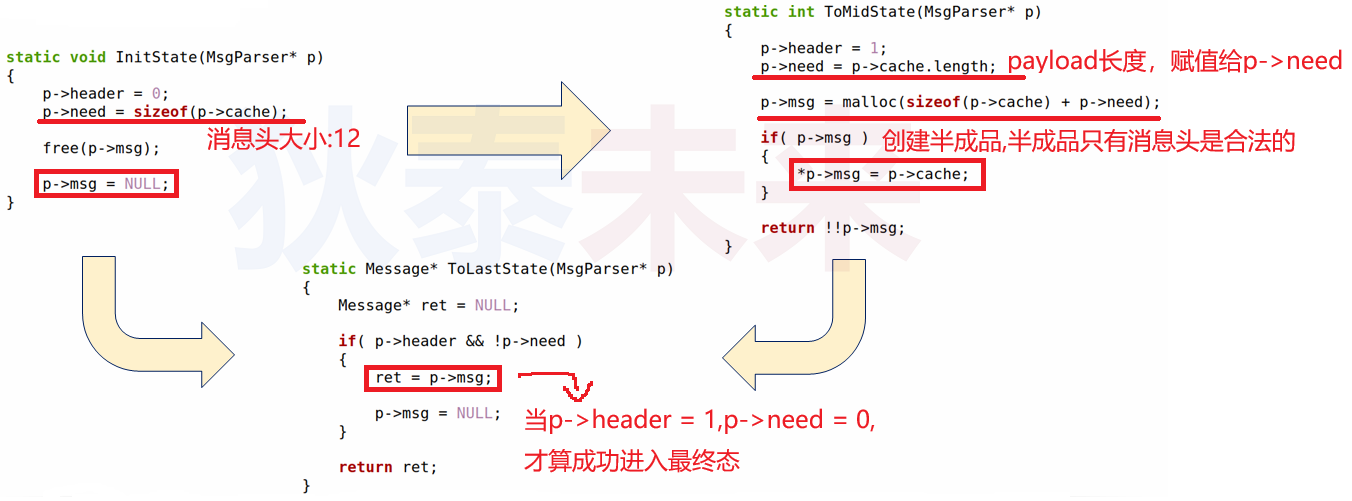 static void InitState(MsgParser* p)
{
p->header = 0;
p->need = sizeof(p->cache);
消息头大小:12
free(p->msg);
p->msg = NULL;
}
static int ToMidState(MsgParser* p)
{
p->header = 1;
p->need = p->cache.length;
payload长度，赋值给p->need
p->msg = malloc(sizeof(p->cache) + p->need);
if( p->msg )
创建半成品,半成品只有消息头是合法的
{
*p->msg = p->cache;
}
return !!p->msg;
}
static Message* ToLastState(MsgParser* p)
{
Message* ret = NULL;
if( p->header && !p->need )
{
ret = p->msg;
p->msg = NULL;
}
return ret;
}
当p->header = 1,p->need = 0,
才算成功进入最终态
狄泰未来